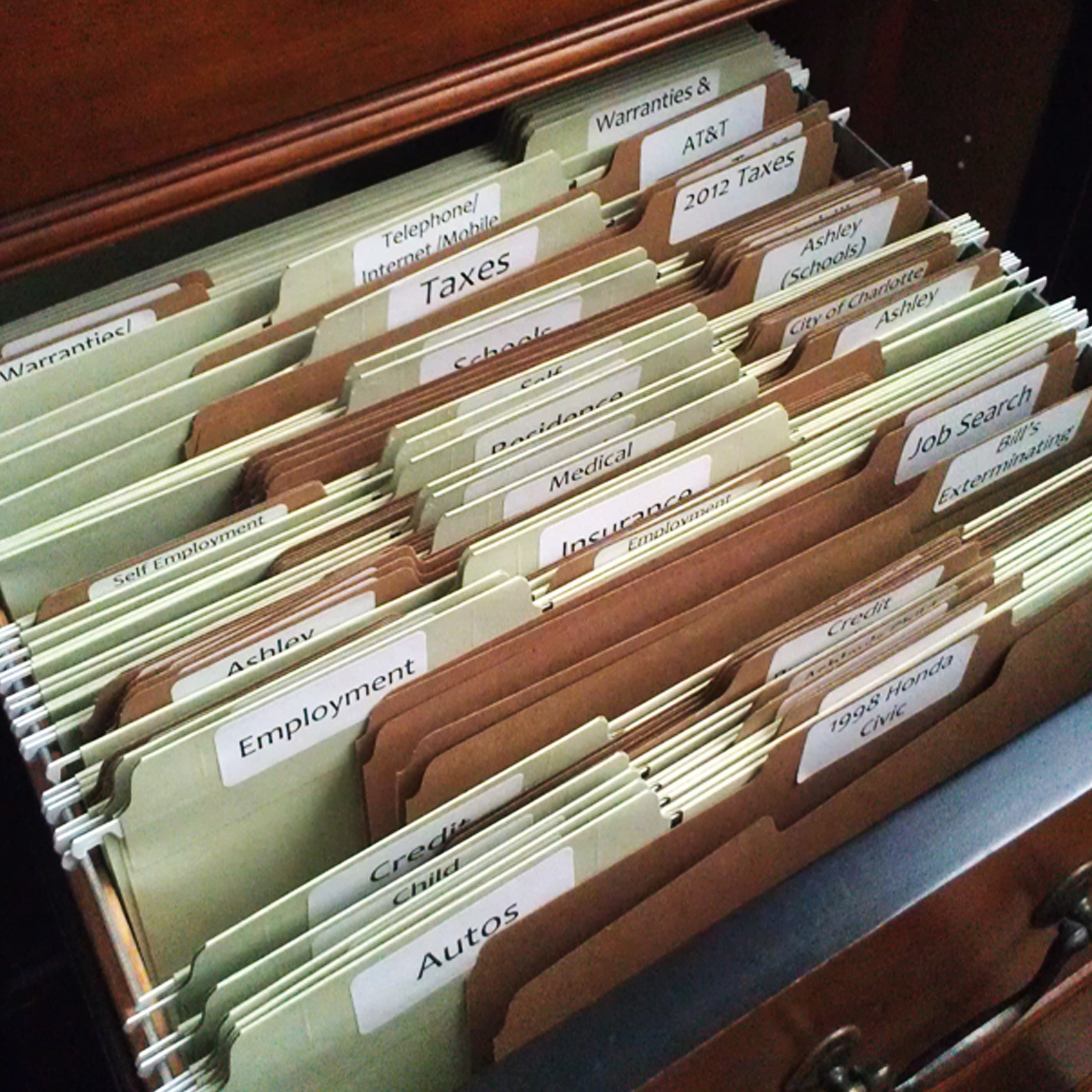 Warranties &
AT&T
2012 Taxes
Telephone/
Internet /Mobile
Taxes
Ashley
(Schools)
City of Charlotte
Ashley
Warranties/
Schools
Self
Residence
Medical
Insurance
Employment
Job Search
Bill's
Exterminating
Self Employment
Ashley
Employment
Credit
1998 Honda
Civic
Credit
Child
Autos